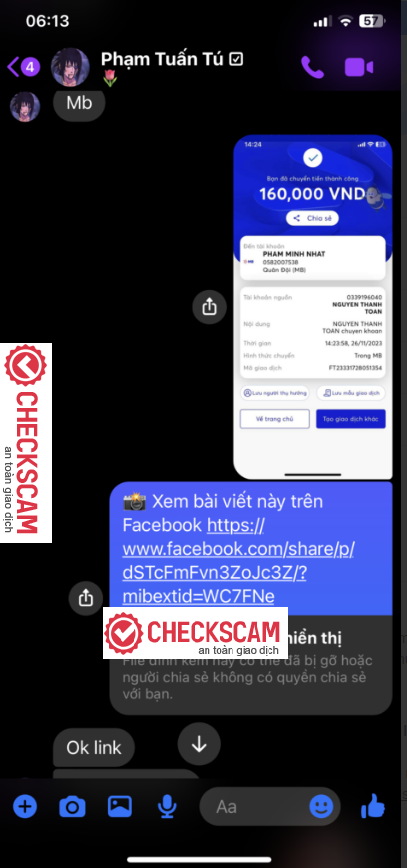 06:13
57
4
Phạm Tuấn Tú
Mb
14:24
Bạn đã chuyển tiền thành công
160,000 VND
Chia sẻ
Đến tài khoản
PHAM MINH NHAT
0582007538
Quân Đội (MB)
Tài khoản nguồn 0339196040
NGUYEN THANH
TOAN
Nội dung NGUYEN THANH
TOAN chuyen khoan
Thời gian 14:23:58, 26/11/2023
Hình thức chuyển Trong MB
Mã giao dịch FT23331728051354
Lưu người thụ hưởng Lưu mẫu giao dịch
Về trang chủ Tạo giao dịch khác
CHECKSCAM
an toàn giao dịch
📸 Xem bài viết này trên
Facebook https://
www.facebook.com/share/p/
dSTcFmFvn3ZoJc3Z/?
mibextid=WC7FNe
CHECKSCAM
an toàn giao dịch
hiển thị
File đính kèm này có thể đã bị gỡ hoặc
người chia sẻ không có quyền chia sẻ
với bạn.
Ok link
Aa